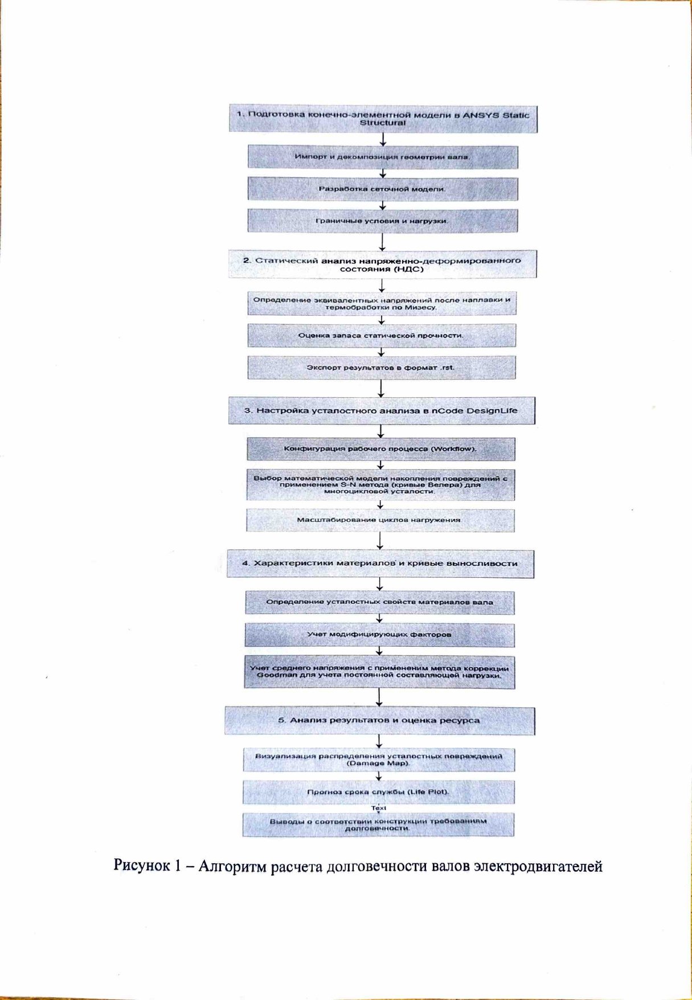 1. Подготовка конечно-элементной модели в ANSYS Static
Structural
Импорт и декомпозиция геометрии вала.
Разработка сеточной модели.
Граничные условия и нагрузки.
2. Статический анализ напряженно-деформированного
состояния (НДС)
Определение эквивалентных напряжений после наплавки и
термобработки по Мизесу.
Оценка запаса статической прочности.
Экспорт результатов в формат .rst.
3. Настройка усталостного анализа в nCode DesignLife
Конфигурация рабочего процесса (Workflow).
Выбор математической модели накопления повреждений с
применением S-N метода (кривые Велера) для
многоцикловой усталости.
Масштабирование циклов нагружения.
4. Характеристики материалов и кривые выносливости
Определение усталостных свойств материалов вала
Учет модифицирующих факторов
Учет среднего напряжения с примененим метода коррекции
Goodman для учета постоянной составляющей нагрузки.
5. Анализ результатов и оценка ресурса
Визуализация распределения усталостных повреждений
(Damage Map).
Прогноз срока службы (Life Plot).
Text
Выводы о соответствии конструкции требованиям
долговечности.
Рисунок 1 – Алгоритм расчета долговечности валов электродвигателей